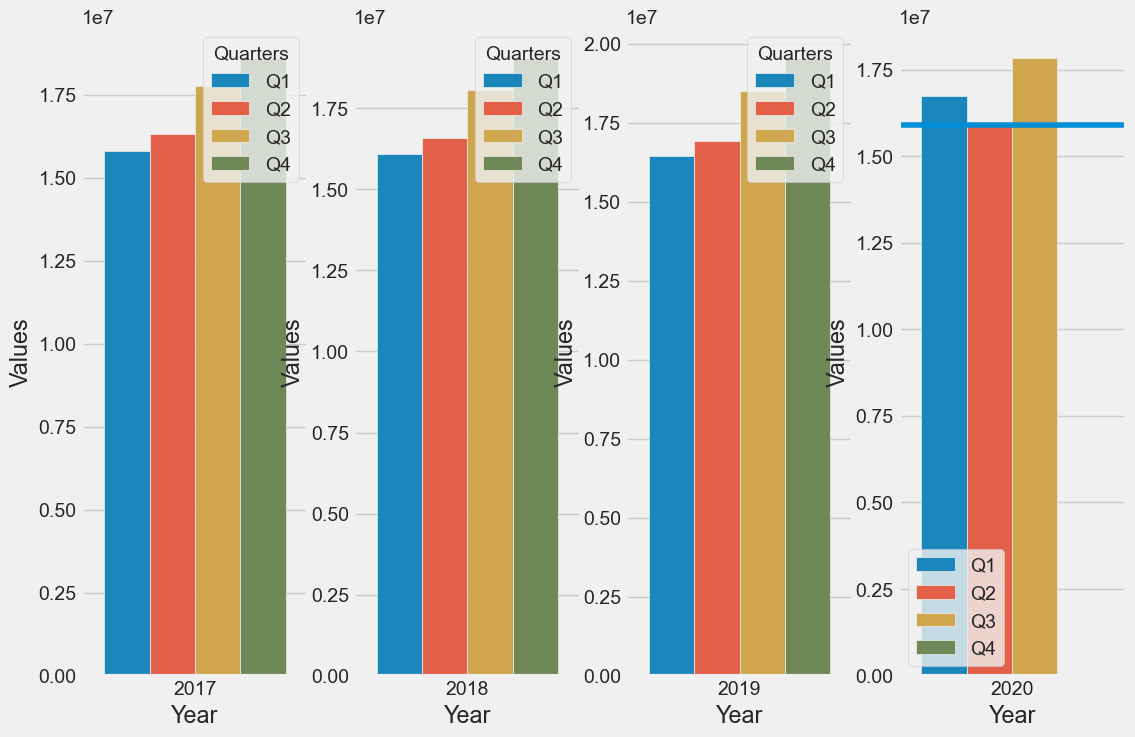 1e7
Values
1.75
1.50
1.25
1.00
0.75
0.50
0.25
0.00
Quarters
Q1
Q2
Q3
Q4
2017
Year
1e7
Values
1.75
1.50
1.25
1.00
0.75
0.50
0.25
0.00
Quarters
Q1
Q2
Q3
Q4
2018
Year
1e7
Values
2.00
1.75
1.50
1.25
1.00
0.75
0.50
0.25
0.00
Quarters
Q1
Q2
Q3
Q4
2019
Year
1e7
Values
1.75
1.50
1.25
1.00
0.75
0.50
0.25
0.00
Q1
Q2
Q3
Q4
2020
Year